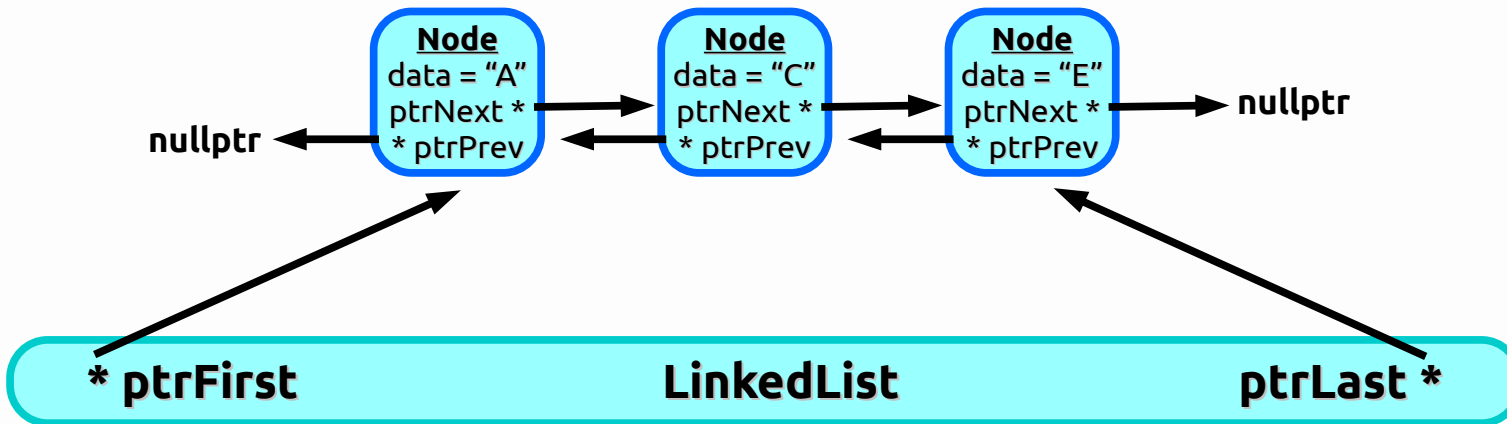 Node
data = “A”
ptrNext *
* ptrPrev
Node
data = “C”
ptrNext *
* ptrPrev
Node
data = “E”
ptrNext *
* ptrPrev
nullptr
nullptr
* ptrFirst
LinkedList
ptrLast *